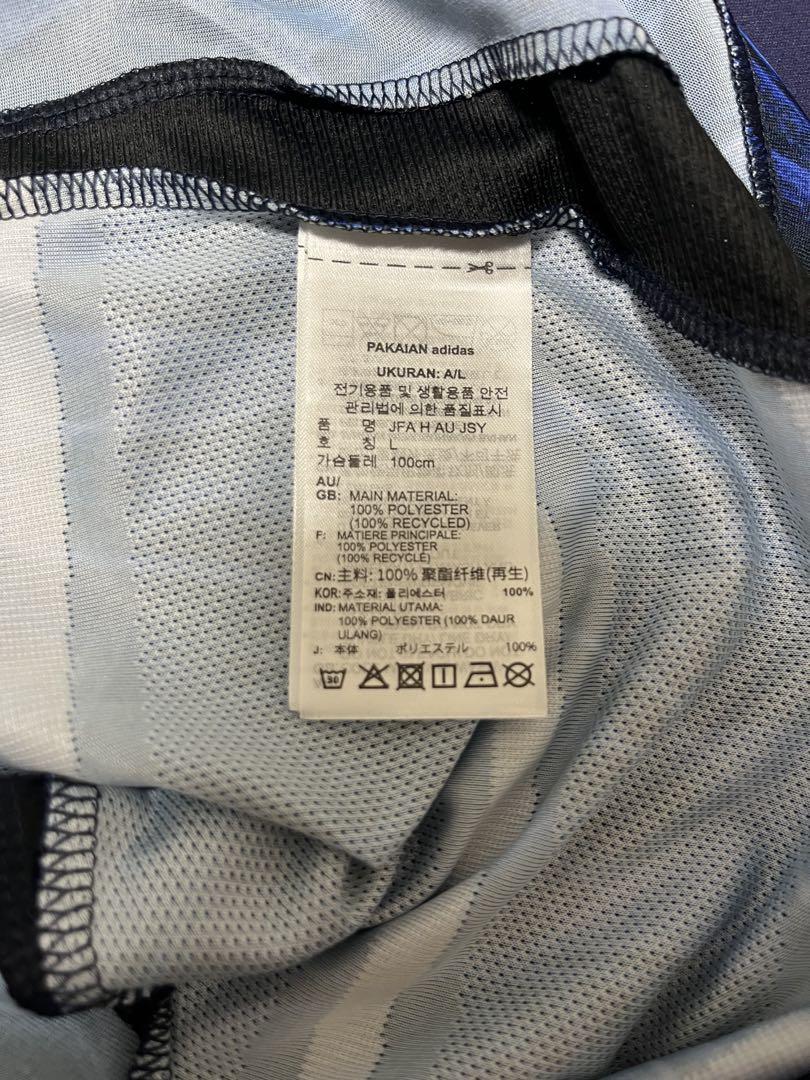 PAKAIAN adidas
UKURAN: A/L
전기용품 및 생활용품 안전
관리법에 의한 품질표시
품 명 JFA H AU JSY
호 칭 L
가슴둘레 100cm
AU/
GB: MAIN MATERIAL:
100% POLYESTER
(100% RECYCLED)
F: MATIERE PRINCIPALE:
100% POLYESTER
(100% RECYCLÉ)
CN: 主料: 100% 聚酯纤维(再生)
KOR: 주소재: 폴리에스터 100%
IND: MATERIAL UTAMA:
100% POLYESTER (100% DAUR
ULANG)
J: 本体 ポリエステル 100%
30